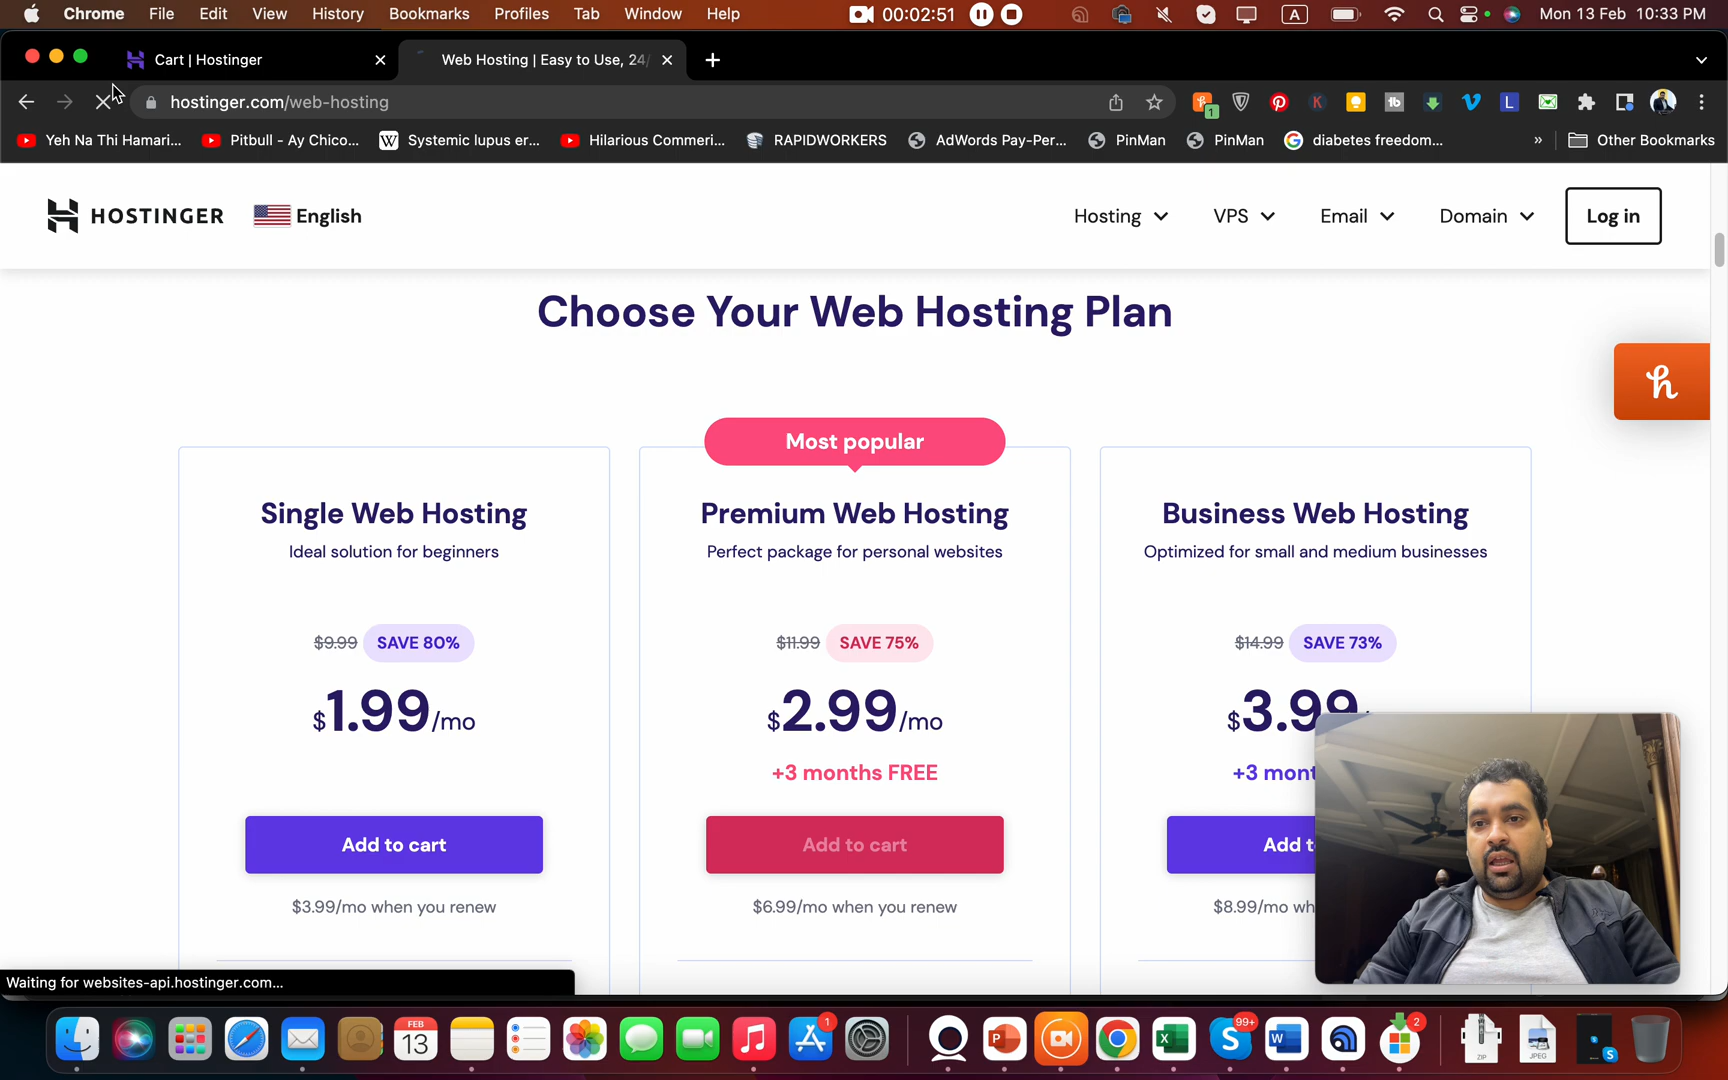 Chrome File Edit View History Bookmarks Profiles Tab Window Help 00:02:51 A Mon 13 Feb 10:33 PM
Cart | Hostinger
Web Hosting | Easy to Use, 24/
hostinger.com/web-hosting
1
K
tb
L
Yeh Na Thi Hamari...
Pitbull - Ay Chico...
W Systemic lupus er...
Hilarious Commeri...
RAPIDWORKERS
AdWords Pay-Per...
PinMan
PinMan
diabetes freedom...
»
Other Bookmarks
HOSTINGER
English
Hosting
VPS
Email
Domain
Log in
Choose Your Web Hosting Plan
Most popular
Single Web Hosting
Ideal solution for beginners
$9.99 SAVE 80%
$1.99/mo
Add to cart
$3.99/mo when you renew
Premium Web Hosting
Perfect package for personal websites
$11.99 SAVE 75%
$2.99/mo
+3 months FREE
Add to cart
$6.99/mo when you renew
Business Web Hosting
Optimized for small and medium businesses
$14.99 SAVE 73%
$3.99
+3 mont
Add t
$8.99/mo wh
Waiting for websites-api.hostinger.com...
FEB
13
1
P
X
99+
S
W
2
ZIP
JPEG
S